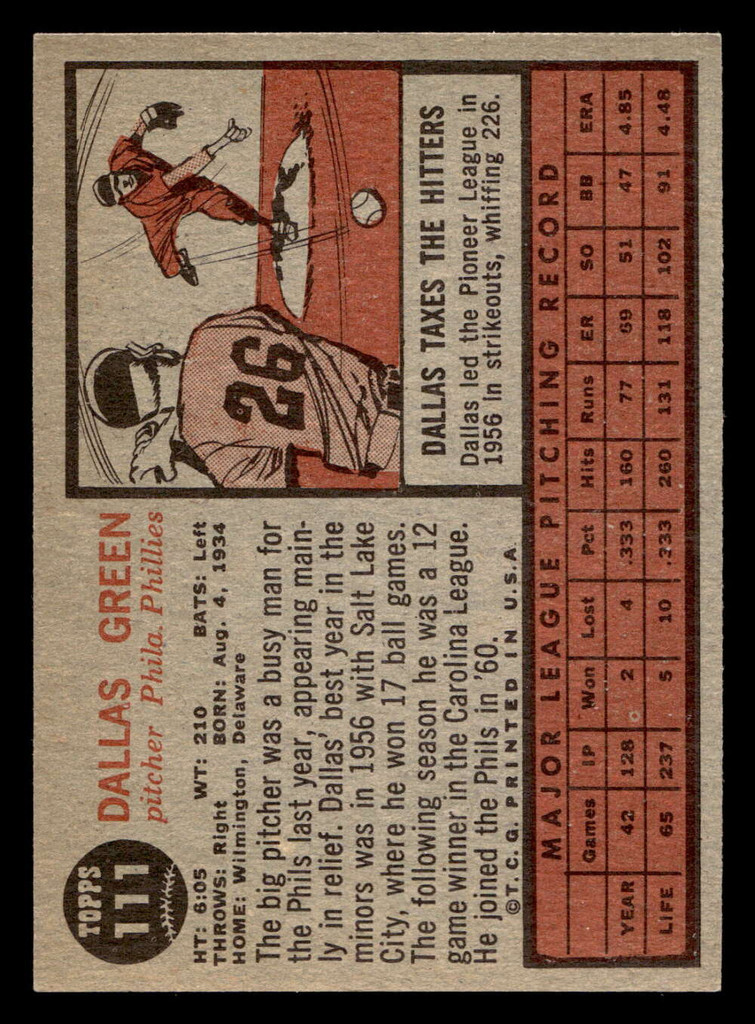 TOPPS
111
DALLAS GREEN
pitcher Phila. Phillies
HT: 6:05 WT: 210 BATS: Left
THROWS: Right BORN: Aug. 4, 1934
HOME: Wilmington, Delaware
The big pitcher was a busy man for
the Phils last year, appearing main-
ly in relief. Dallas' best year in the
minors was in 1956 with Salt Lake
City, where he won 17 ball games.
The following season he was a 12
game winner in the Carolina League.
He joined the Phils in '60.
©T.C.G. PRINTED IN U.S.A.
26
DALLAS TAXES THE HITTERS
Dallas led the Pioneer League in
1956 in strikeouts, whiffing 226.
MAJOR LEAGUE PITCHING RECORD
Games IP Won Lost Pct Hits Runs ER SO BB ERA
YEAR 42 128 2 4 .333 160 77 69 51 47 4.85
LIFE 65 237 5 10 .333 260 131 118 102 91 4.48